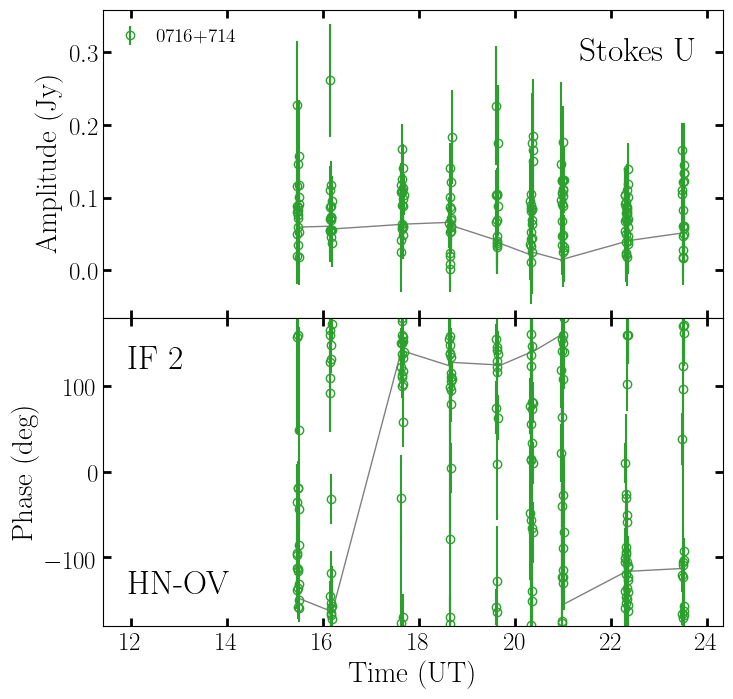 0716+714
Stokes U
Amplitude (Jy)
0.3
0.2
0.1
0.0
IF 2
HN-OV
Phase (deg)
100
0
−100
12 14 16 18 20 22 24
Time (UT)